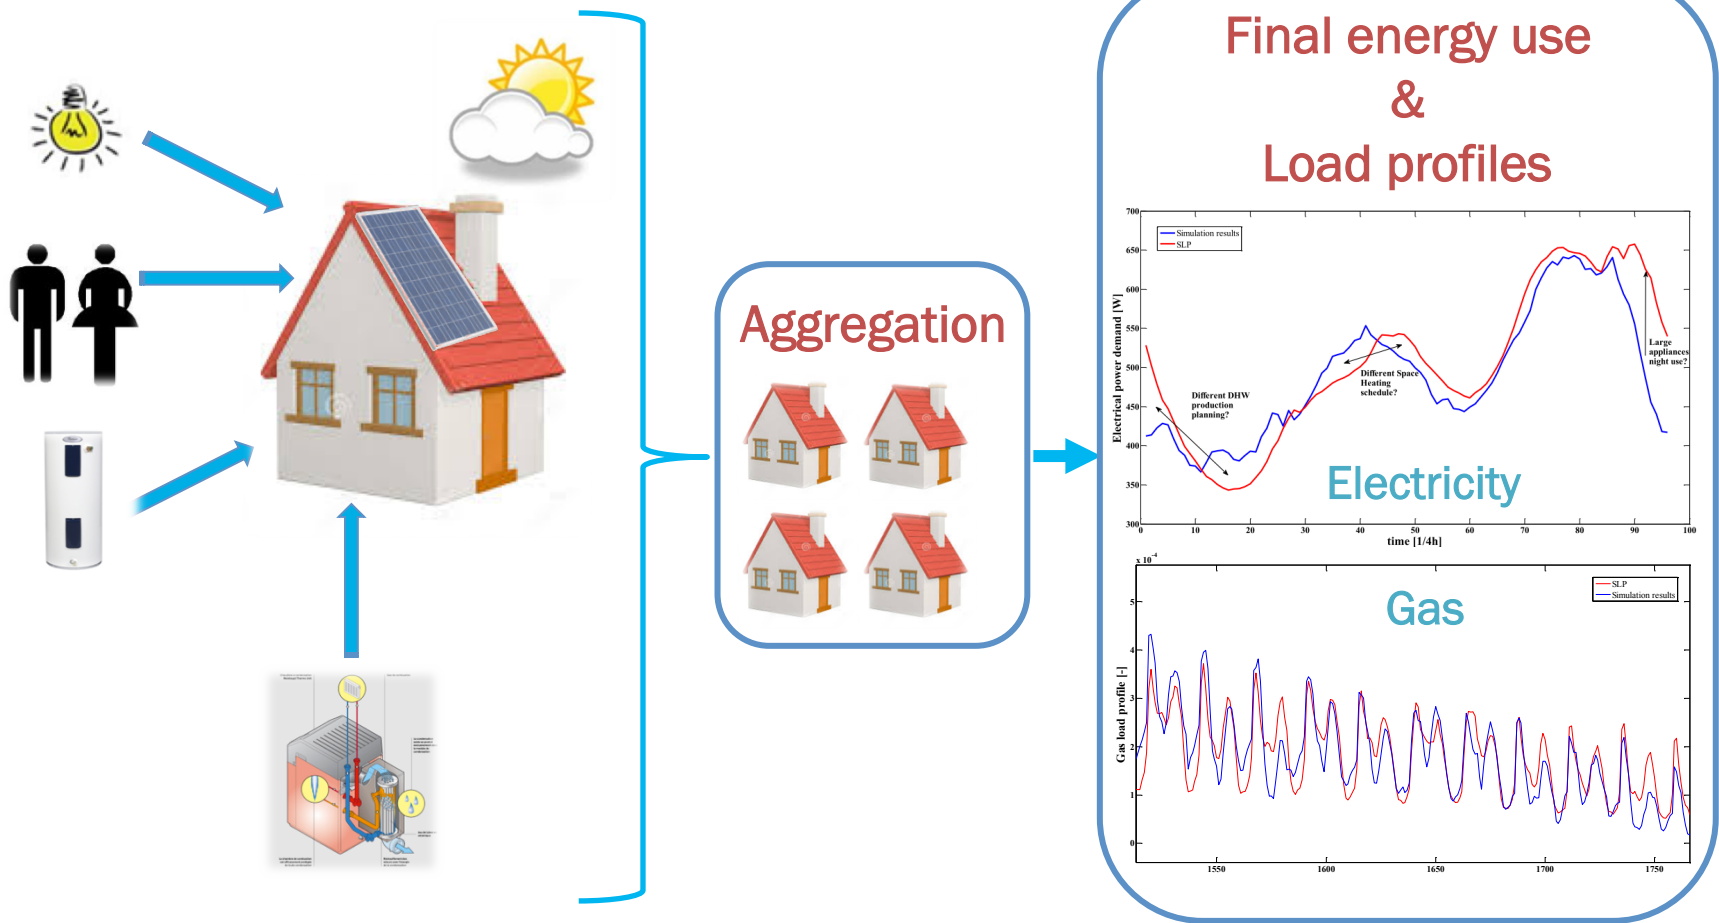 Final energy use
&
Load profiles
Aggregation
700
650
600
550
500
450
400
350
300
Electrical power demand [W]
Simulation results
SLP
Different DHW
production
planning?
Different Space
Heating
schedule?
Large
appliances
night use?
Electricity
0 10 20 30 40 50 60 70 80 90 100
time [1/4h]
x 10⁻⁴
5
4
3
2
1
0
Gas load profile [-]
Gas
SLP
Simulation results
1550 1600 1650 1700 1750